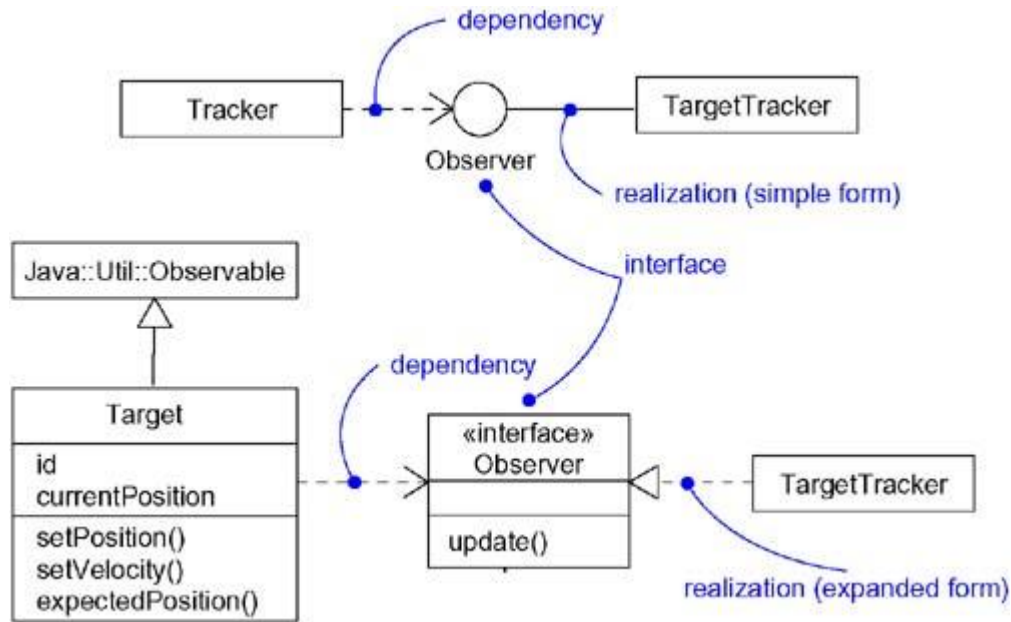 dependency
Tracker
TargetTracker
Observer
realization (simple form)
Java::Util::Observable
interface
dependency
Target
«interface»
Observer
id
currentPosition
TargetTracker
setPosition()
setVelocity()
expectedPosition()
update()
realization (expanded form)